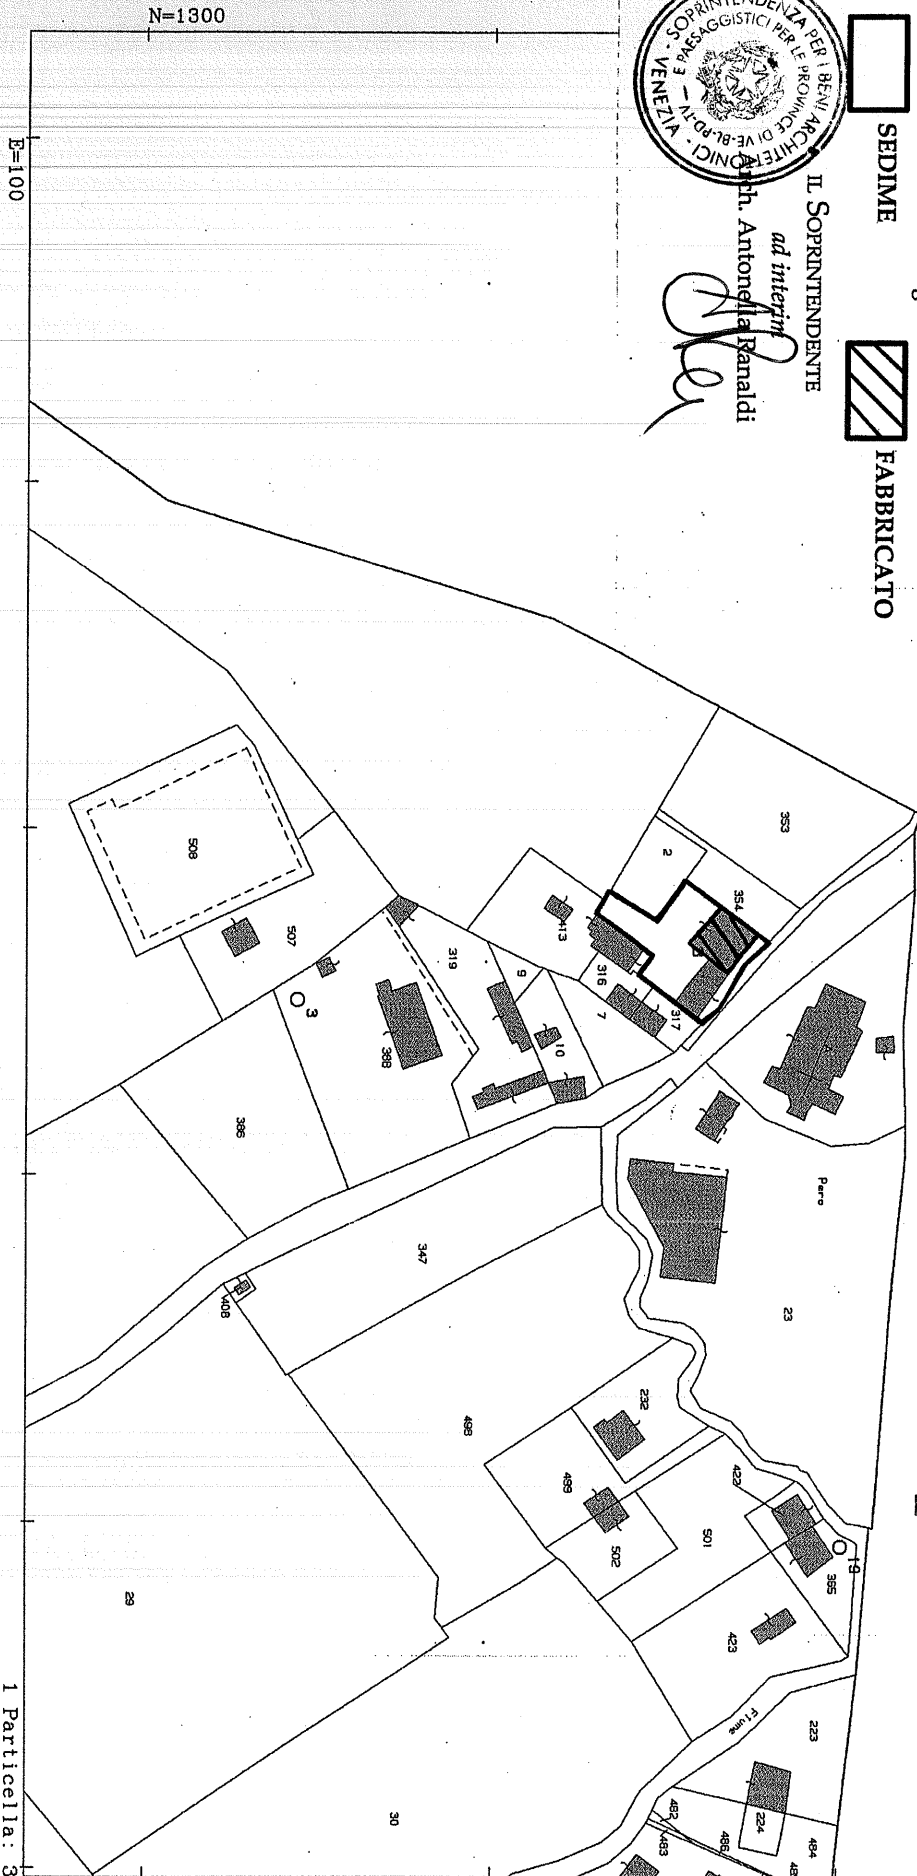 N=1300
E=100
SEDIME
FABBRICATO
SOPRINTENDENZA PER I BENI ARCHITETTONICI
E PAESAGGISTICI PER LE PROVINCE DI VE-BL-PD-TV
VENEZIA
IL SOPRINTENDENTE
ad interim
Arch. Antonella Ranaldi
353
2
354
413
316
7
317
508
507
319
9
10
3
388
386
Pero
23
347
408
498
232
499
502
422
501
19
365
423
29
30
Fiume
223
224
482
483
486
484
1 Particella: 3